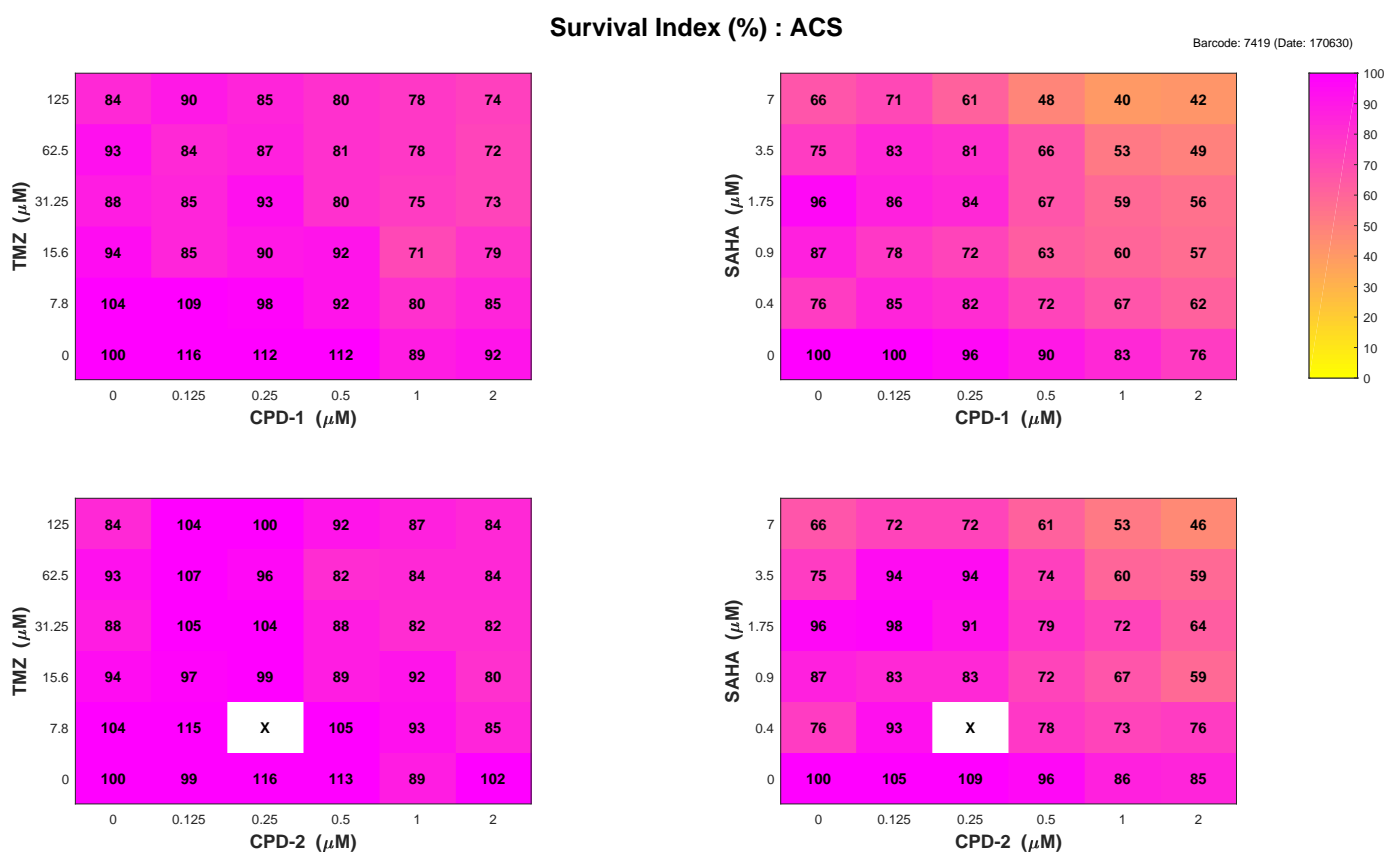 Survival Index (%) : ACS
Barcode: 7419 (Date: 170630)
TMZ (μM)
125 84 90 85 80 78 74
62.5 93 84 87 81 78 72
31.25 88 85 93 80 75 73
15.6 94 85 90 92 71 79
7.8 104 109 98 92 80 85
0 100 116 112 112 89 92
0 0.125 0.25 0.5 1 2
CPD-1 (μM)
SAHA (μM)
7 66 71 61 48 40 42
3.5 75 83 81 66 53 49
1.75 96 86 84 67 59 56
0.9 87 78 72 63 60 57
0.4 76 85 82 72 67 62
0 100 100 96 90 83 76
0 0.125 0.25 0.5 1 2
CPD-1 (μM)
100
90
80
70
60
50
40
30
20
10
0
TMZ (μM)
125 84 104 100 92 87 84
62.5 93 107 96 82 84 84
31.25 88 105 104 88 82 82
15.6 94 97 99 89 92 80
7.8 104 115 X 105 93 85
0 100 99 116 113 89 102
0 0.125 0.25 0.5 1 2
CPD-2 (μM)
SAHA (μM)
7 66 72 72 61 53 46
3.5 75 94 94 74 60 59
1.75 96 98 91 79 72 64
0.9 87 83 83 72 67 59
0.4 76 93 X 78 73 76
0 100 105 109 96 86 85
0 0.125 0.25 0.5 1 2
CPD-2 (μM)